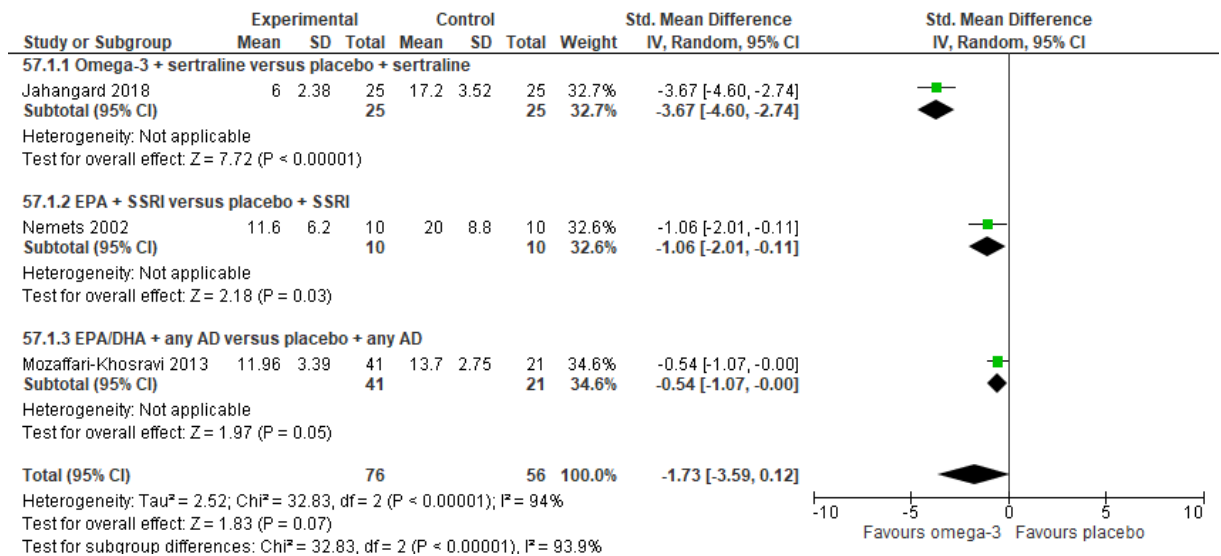 Experimental Control Std. Mean Difference Std. Mean Difference
Study or Subgroup Mean SD Total Mean SD Total Weight IV, Random, 95% CI IV, Random, 95% CI
57.1.1 Omega-3 + sertraline versus placebo + sertraline
Jahangard 2018 6 2.38 25 17.2 3.52 25 32.7% -3.67 [-4.60, -2.74]
Subtotal (95% CI) 25 25 32.7% -3.67 [-4.60, -2.74]
Heterogeneity: Not applicable
Test for overall effect: Z = 7.72 (P < 0.00001)
57.1.2 EPA + SSRI versus placebo + SSRI
Nemets 2002 11.6 6.2 10 20 8.8 10 32.6% -1.06 [-2.01, -0.11]
Subtotal (95% CI) 10 10 32.6% -1.06 [-2.01, -0.11]
Heterogeneity: Not applicable
Test for overall effect: Z = 2.18 (P = 0.03)
57.1.3 EPA/DHA + any AD versus placebo + any AD
Mozaffari-Khosravi 2013 11.96 3.39 41 13.7 2.75 21 34.6% -0.54 [-1.07, -0.00]
Subtotal (95% CI) 41 21 34.6% -0.54 [-1.07, -0.00]
Heterogeneity: Not applicable
Test for overall effect: Z = 1.97 (P = 0.05)
Total (95% CI) 76 56 100.0% -1.73 [-3.59, 0.12]
Heterogeneity: Tau² = 2.52; Chi² = 32.83, df = 2 (P < 0.00001); I² = 94%
Test for overall effect: Z = 1.83 (P = 0.07)
Test for subgroup differences: Chi² = 32.83, df = 2 (P < 0.00001), I² = 93.9%
-10 -5 0 5 10
Favours omega-3 Favours placebo